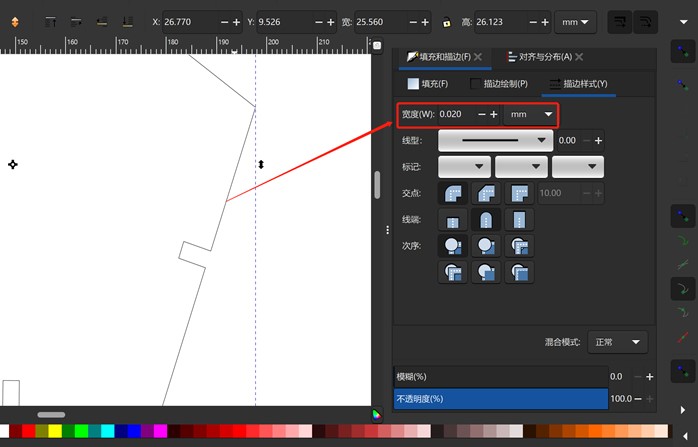 X: 26.770 Y: 9.526 宽: 25.560 高: 26.123 mm
150 160 170 180 190 200 210
填充和描边(F) 对齐与分布(A)
填充(F) 描边绘制(P) 描边样式(Y)
宽度(W): 0.020 mm
线型: 0.00
标记:
交点: 10.00
线端:
次序:
混合模式: 正常
模糊(%) 0.0
不透明度(%) 100.0